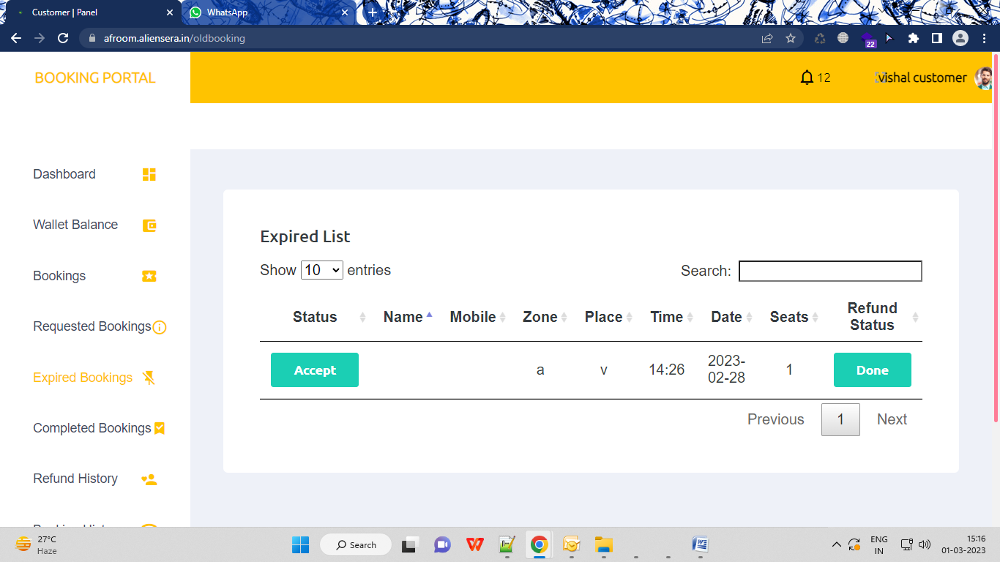 Customer | Panel
WhatsApp
afroom.aliensera.in/oldbooking
22
BOOKING PORTAL
12
vishal customer
Dashboard
Wallet Balance
Bookings
Requested Bookings
Expired Bookings
Completed Bookings
Refund History
Expired List
Show 10 entries
Search:
Status Name Mobile Zone Place Time Date Seats Refund Status
Accept a v 14:26 2023-02-28 1 Done
Previous 1 Next
27°C
Haze
Search
ENG
IN
15:16
01-03-2023